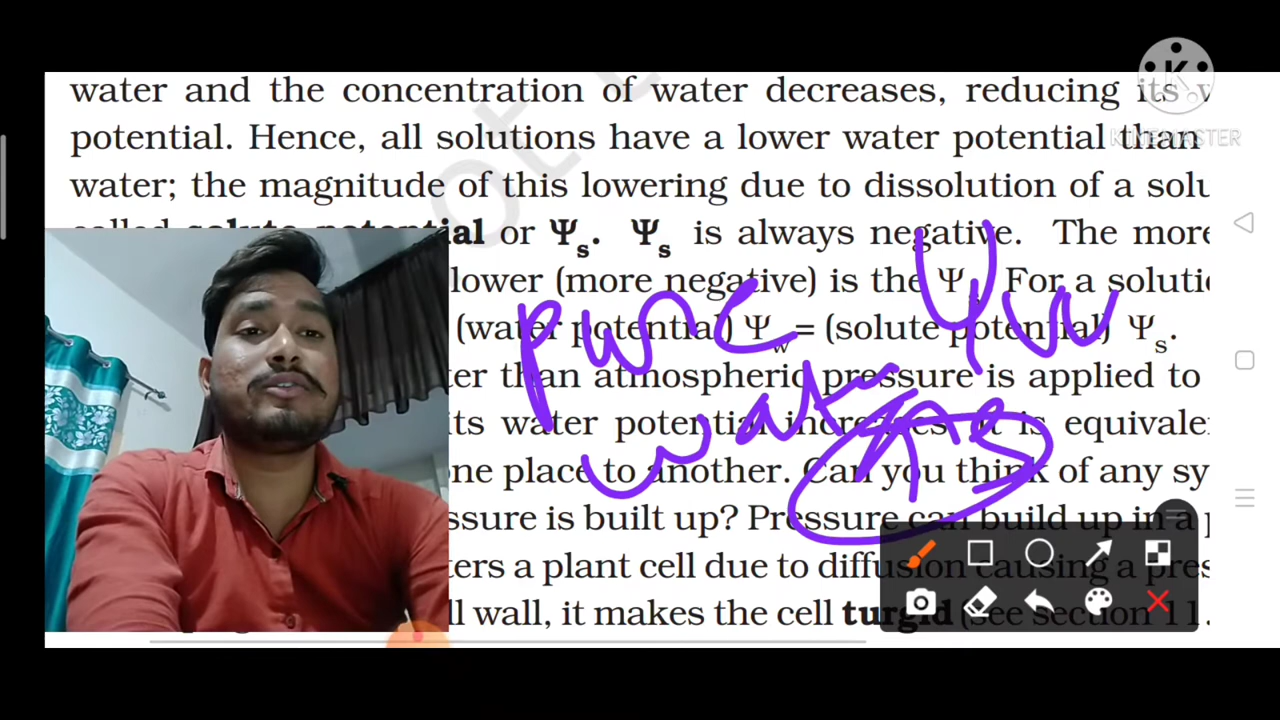 water and the concentration of water decreases, reducing its
potential. Hence, all solutions have a lower water potential than
water; the magnitude of this lowering due to dissolution of a solu
called solute potential or Ψs. Ψs is always negative. The more
lower (more negative) is the Ψs For a soluti
(water potential) Ψw = (solute potential) Ψs.
ter than atmospheric pressure is applied to
its water potential increases. It is equivale
one place to another. Can you think of any sy
ssure is built up? Pressure can build up in a
ters a plant cell due to diffusion causing a pres
ll wall, it makes the cell turgid (see section 11.
pure
water
Ψw
KINEMASTER